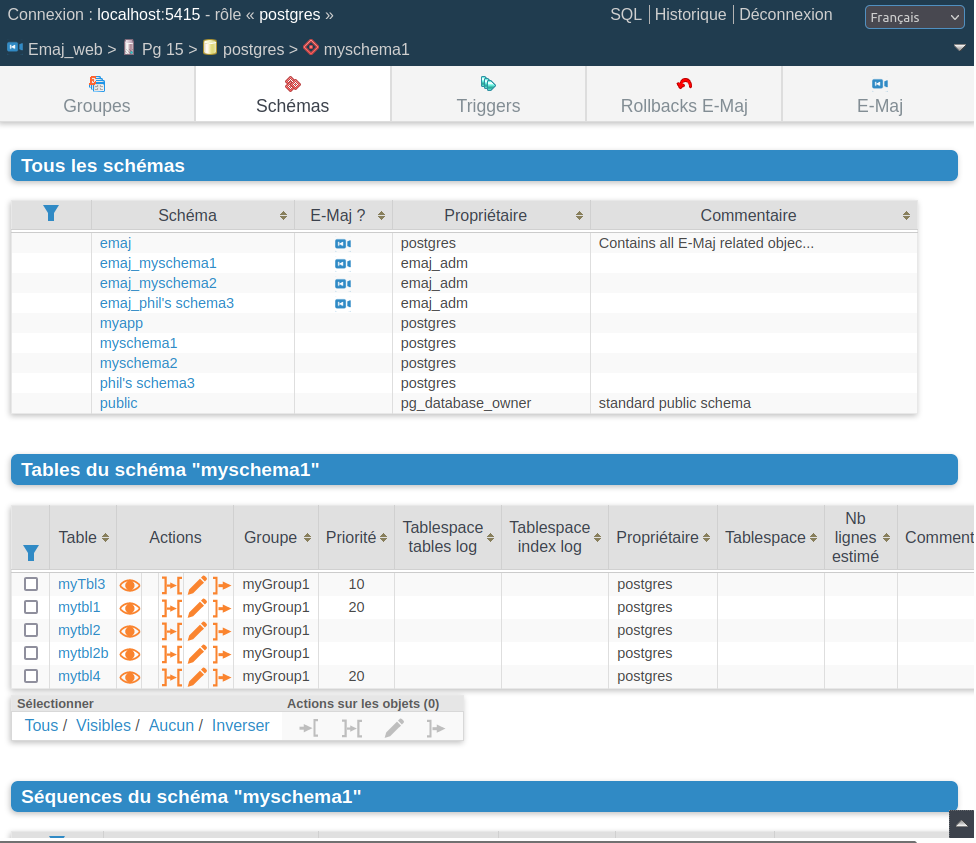 Connexion : localhost:5415 - rôle « postgres »
SQL | Historique | Déconnexion
Français
Emaj_web > Pg 15 > postgres > myschema1
Groupes Schémas Triggers Rollbacks E-Maj E-Maj
Tous les schémas
Schéma E-Maj ? Propriétaire Commentaire
emaj postgres Contains all E-Maj related objec...
emaj_myschema1 emaj_adm
emaj_myschema2 emaj_adm
emaj_phil's schema3 emaj_adm
myapp postgres
myschema1 postgres
myschema2 postgres
phil's schema3 postgres
public pg_database_owner standard public schema
Tables du schéma "myschema1"
Table Actions Groupe Priorité Tablespace tables log Tablespace index log Propriétaire Tablespace Nb lignes estimé Comment
myTbl3 myGroup1 10 postgres
mytbl1 myGroup1 20 postgres
mytbl2 myGroup1 postgres
mytbl2b myGroup1 postgres
mytbl4 myGroup1 20 postgres
Sélectionner Actions sur les objets (0)
Tous / Visibles / Aucun / Inverser
Séquences du schéma "myschema1"